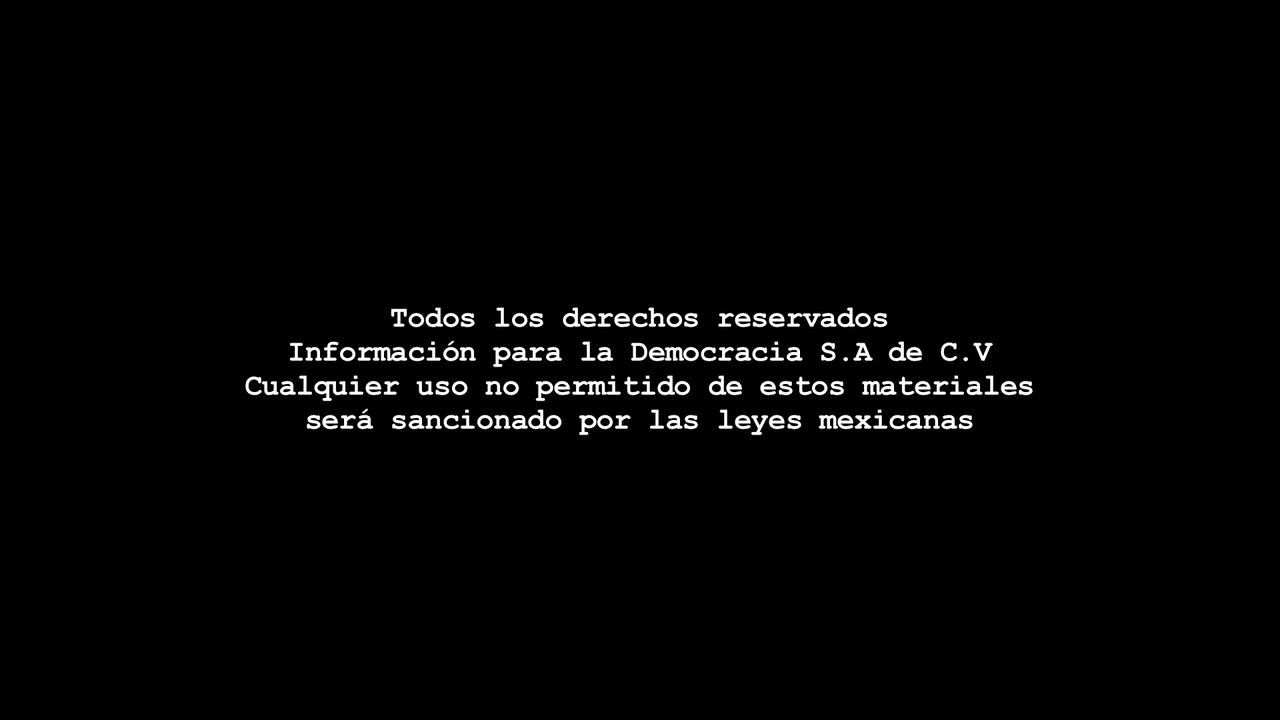 Todos los derechos reservados
Información para la Democracia S.A de C.V
Cualquier uso no permitido de estos materiales
será sancionado por las leyes mexicanas